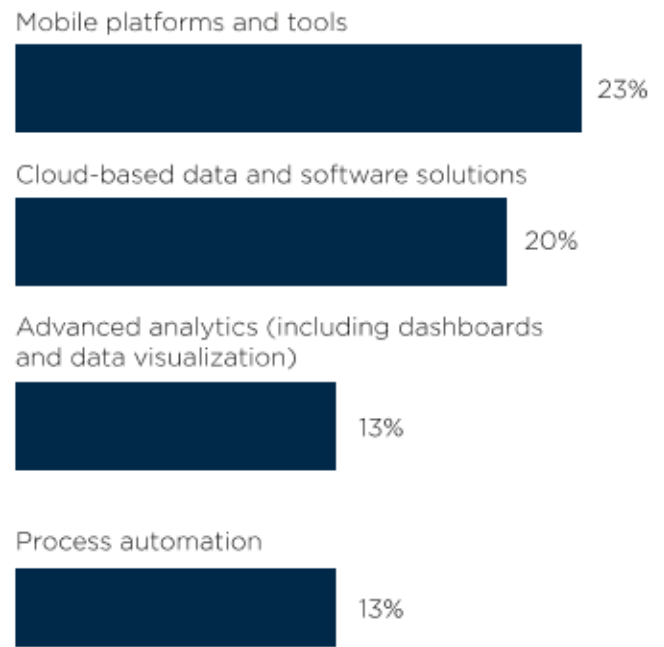 Mobile platforms and tools
23%
Cloud-based data and software solutions
20%
Advanced analytics (including dashboards
and data visualization)
13%
Process automation
13%